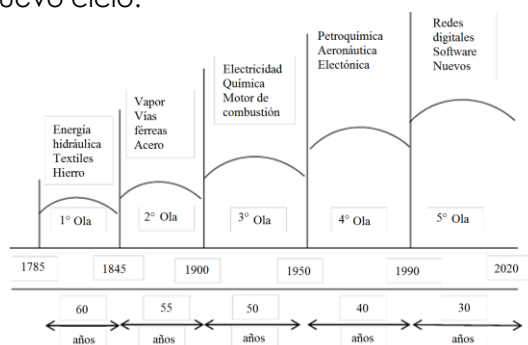 uevo ciclo.
Energía
hidráulica
Textiles
Hierro
Vapor
Vías
férreas
Acero
Electricidad
Química
Motor de
combustión
Petroquímica
Aeronáutica
Electónica
Redes
digitales
Software
Nuevos
1° Ola
2° Ola
3° Ola
4° Ola
5° Ola
1785
1845
1900
1950
1990
2020
60
55
50
40
30
años
años
años
años
años